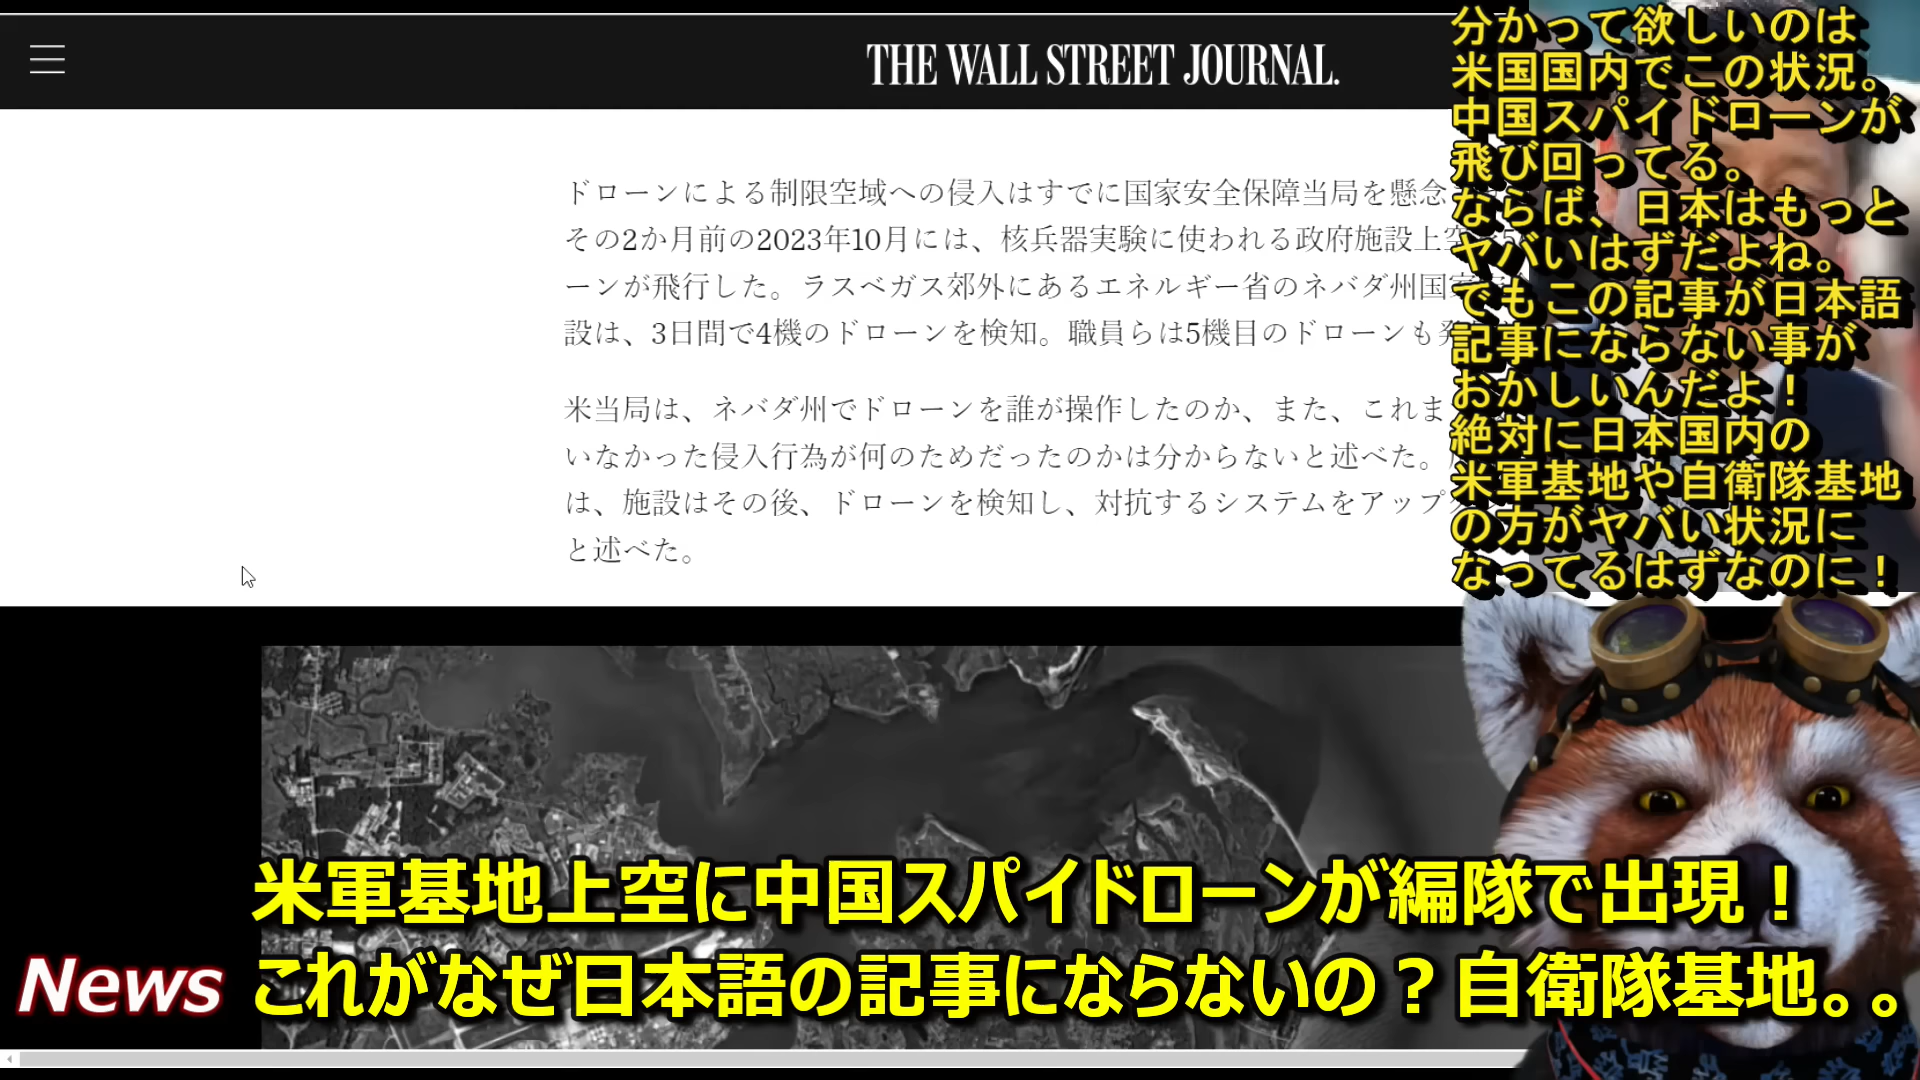 THE WALL STREET JOURNAL.
ドローンによる制限空域への侵入はすでに国家安全保障当局を懸念
その2か月前の2023年10月には、核兵器実験に使われる政府施設上空
ーンが飛行した。ラスベガス郊外にあるエネルギー省のネバダ州国
設は、3日間で4機のドローンを検知。職員らは5機目のドローンも
米当局は、ネバダ州でドローンを誰が操作したのか、また、これま
いなかった侵入行為が何のためだったのかは分からないと述べた。
は、施設はその後、ドローンを検知し、対抗するシステムをアップ
と述べた。
分かって欲しいのは
米国国内でこの状況。
中国スパイドローンが
飛び回ってる。
ならば、日本はもっと
ヤバいはずだよね。
でもこの記事が日本語
記事にならない事が
おかしいんだよ！
絶対に日本国内の
米軍基地や自衛隊基地
の方がヤバい状況に
なってるはずなのに！
米軍基地上空に中国スパイドローンが編隊で出現！
News
これがなぜ日本語の記事にならないの？自衛隊基地。。